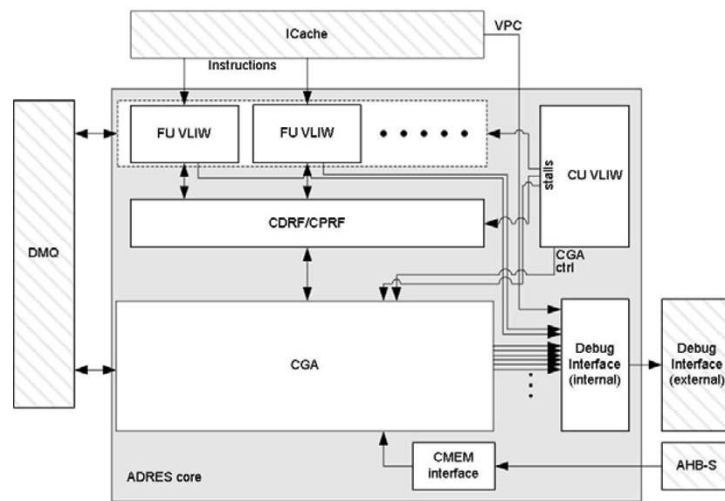 ICache
VPC
Instructions
FU VLIW
FU VLIW
stalls
CU VLIW
CDRF/CPRF
DMQ
CGA
ctrl
CGA
Debug
Interface
(internal)
Debug
Interface
(external)
CMEM
interface
AHB-S
ADRES core